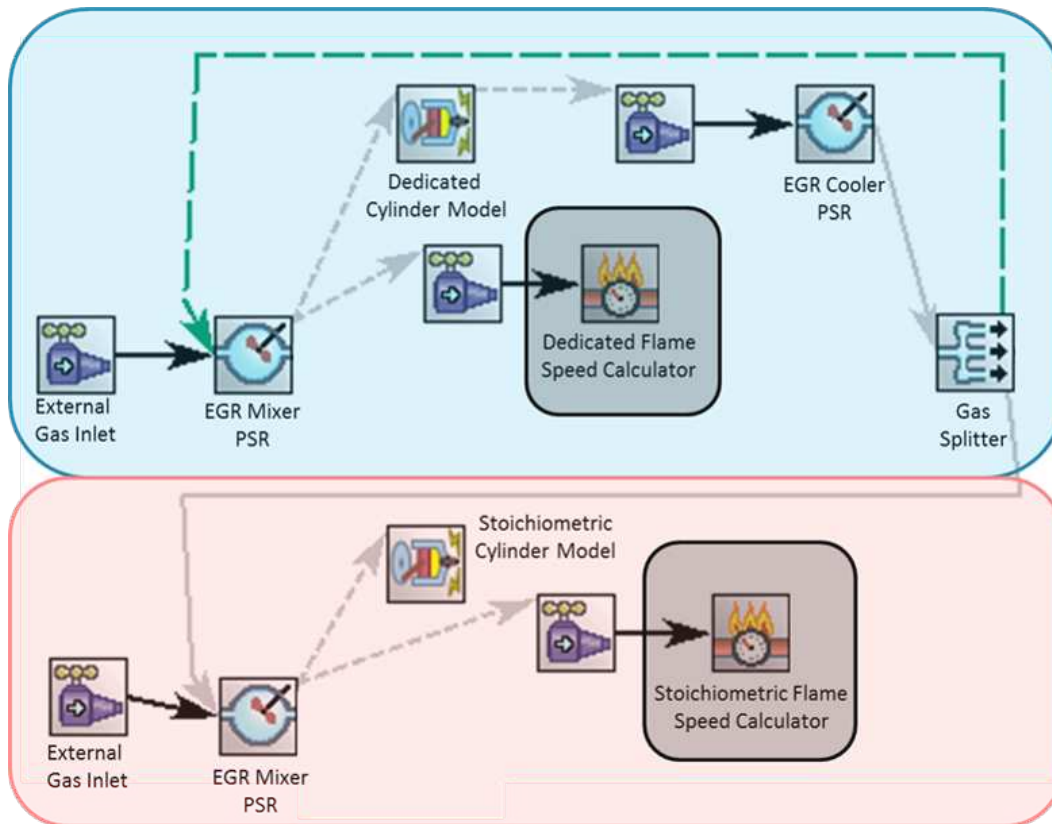 Dedicated
Cylinder Model
EGR Cooler
PSR
Dedicated Flame
Speed Calculator
External
Gas Inlet
EGR Mixer
PSR
Gas
Splitter
Stoichiometric
Cylinder Model
Stoichiometric Flame
Speed Calculator
External
Gas Inlet
EGR Mixer
PSR